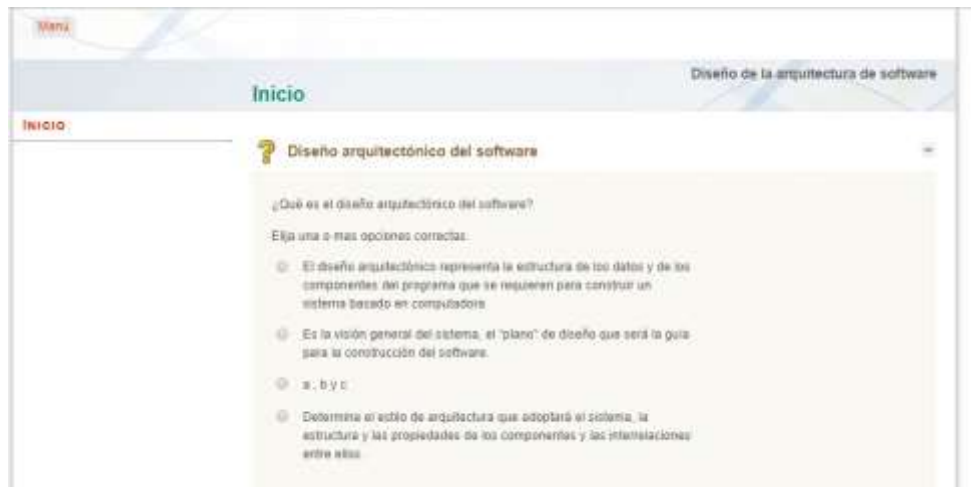 Menú
Diseño de la arquitectura de software
Inicio
INICIO
Diseño arquitectónico del software
¿Qué es el diseño arquitectónico del software?
Elija una o mas opciones correctas.
El diseño arquitectónico representa la estructura de los datos y de los
componentes del programa que se requieren para construir un
sistema basado en computadora
Es la visión general del sistema, el "plano" de diseño que será la guía
para la construcción del software.
a , b y c
Determina el estilo de arquitectura que adoptará el sistema, la
estructura y las propiedades de los componentes y las interrelaciones
entre ellos